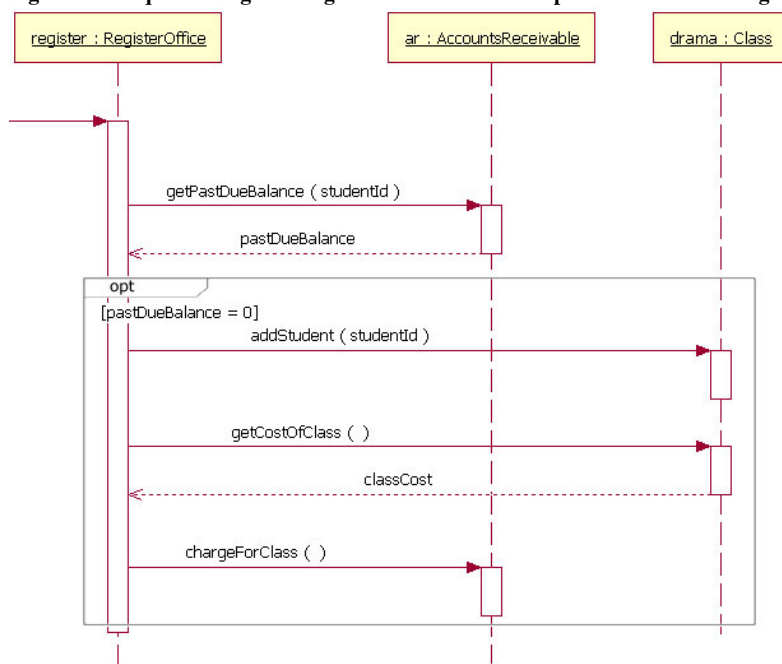 register : RegisterOffice
ar : AccountsReceivable
drama : Class
getPastDueBalance ( studentId )
pastDueBalance
opt
[pastDueBalance = 0]
addStudent ( studentId )
getCostOfClass ( )
classCost
chargeForClass ( )